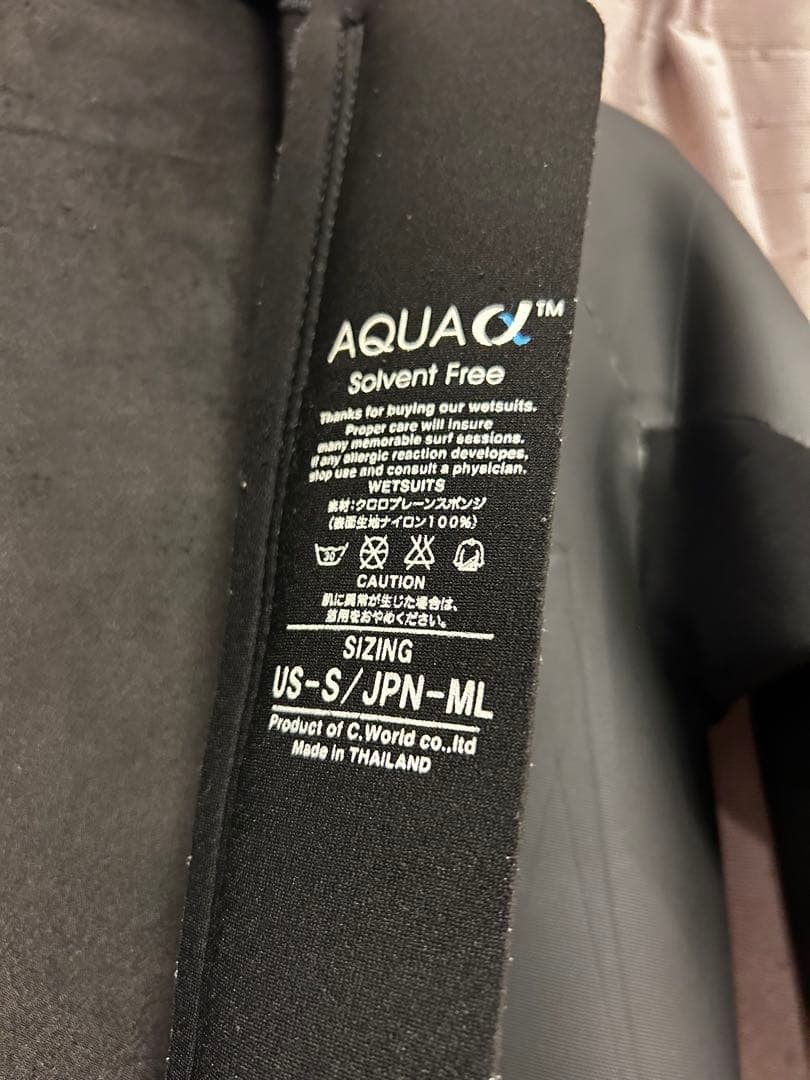 AQUA α™
Solvent Free
Thanks for buying our wetsuits.
Proper care will insure
many memorable surf sessions.
If any allergic reaction developes,
stop use and consult a physician.
WETSUITS
素材:クロロプレーンスポンジ
(表面生地ナイロン100%)
30
CAUTION
肌に異常が生じた場合は、
着用をおやめください。
SIZING
US-S/JPN-ML
Product of C.World co.,ltd
Made in THAILAND